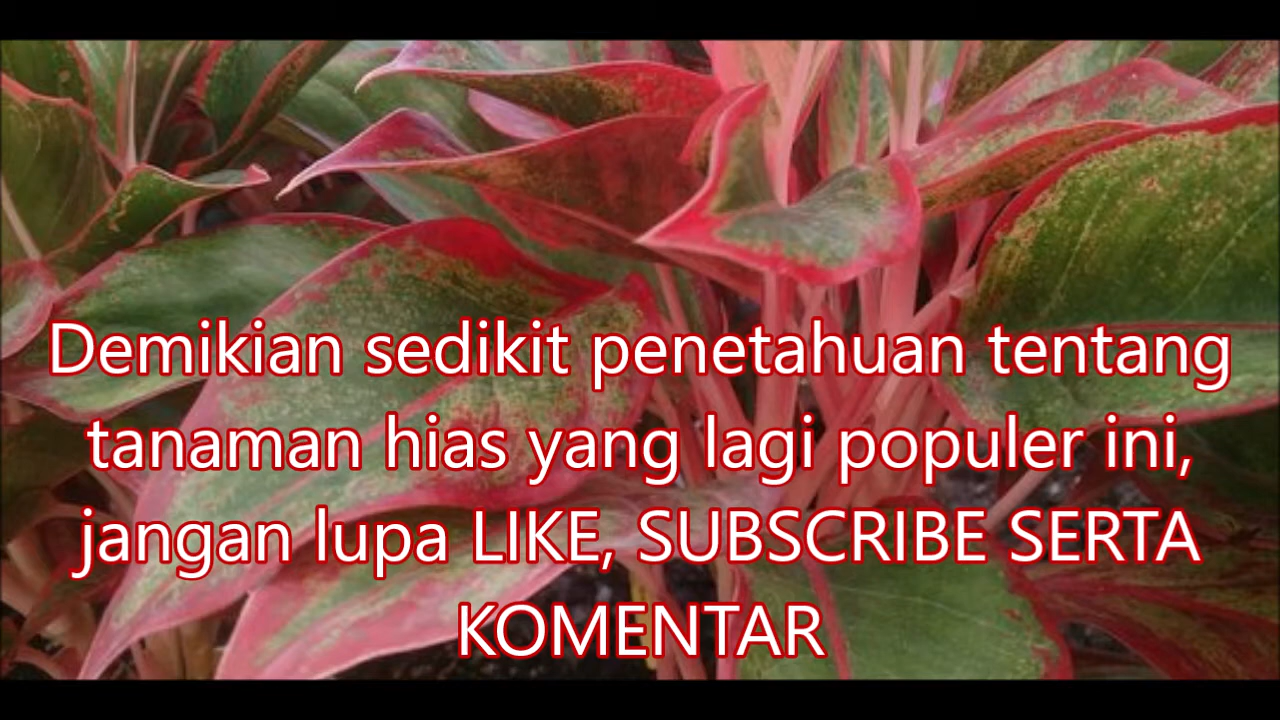 Demikian sedikit penetahuan tentang
tanaman hias yang lagi populer ini,
jangan lupa LIKE, SUBSCRIBE SERTA
KOMENTAR